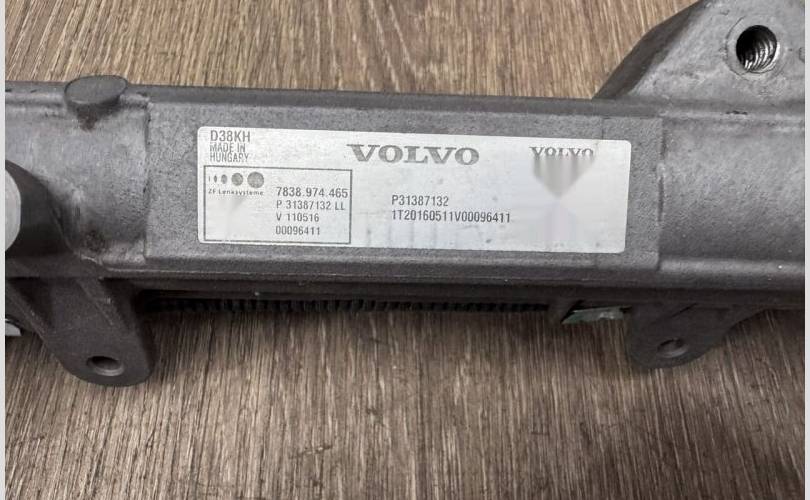 D38KH
MADE IN
HUNGARY
VOLVO
VOLVO
ZF Lenksysteme
7838.974.465
P 31387132 LL
V 110516
00096411
P31387132
1T20160511V00096411